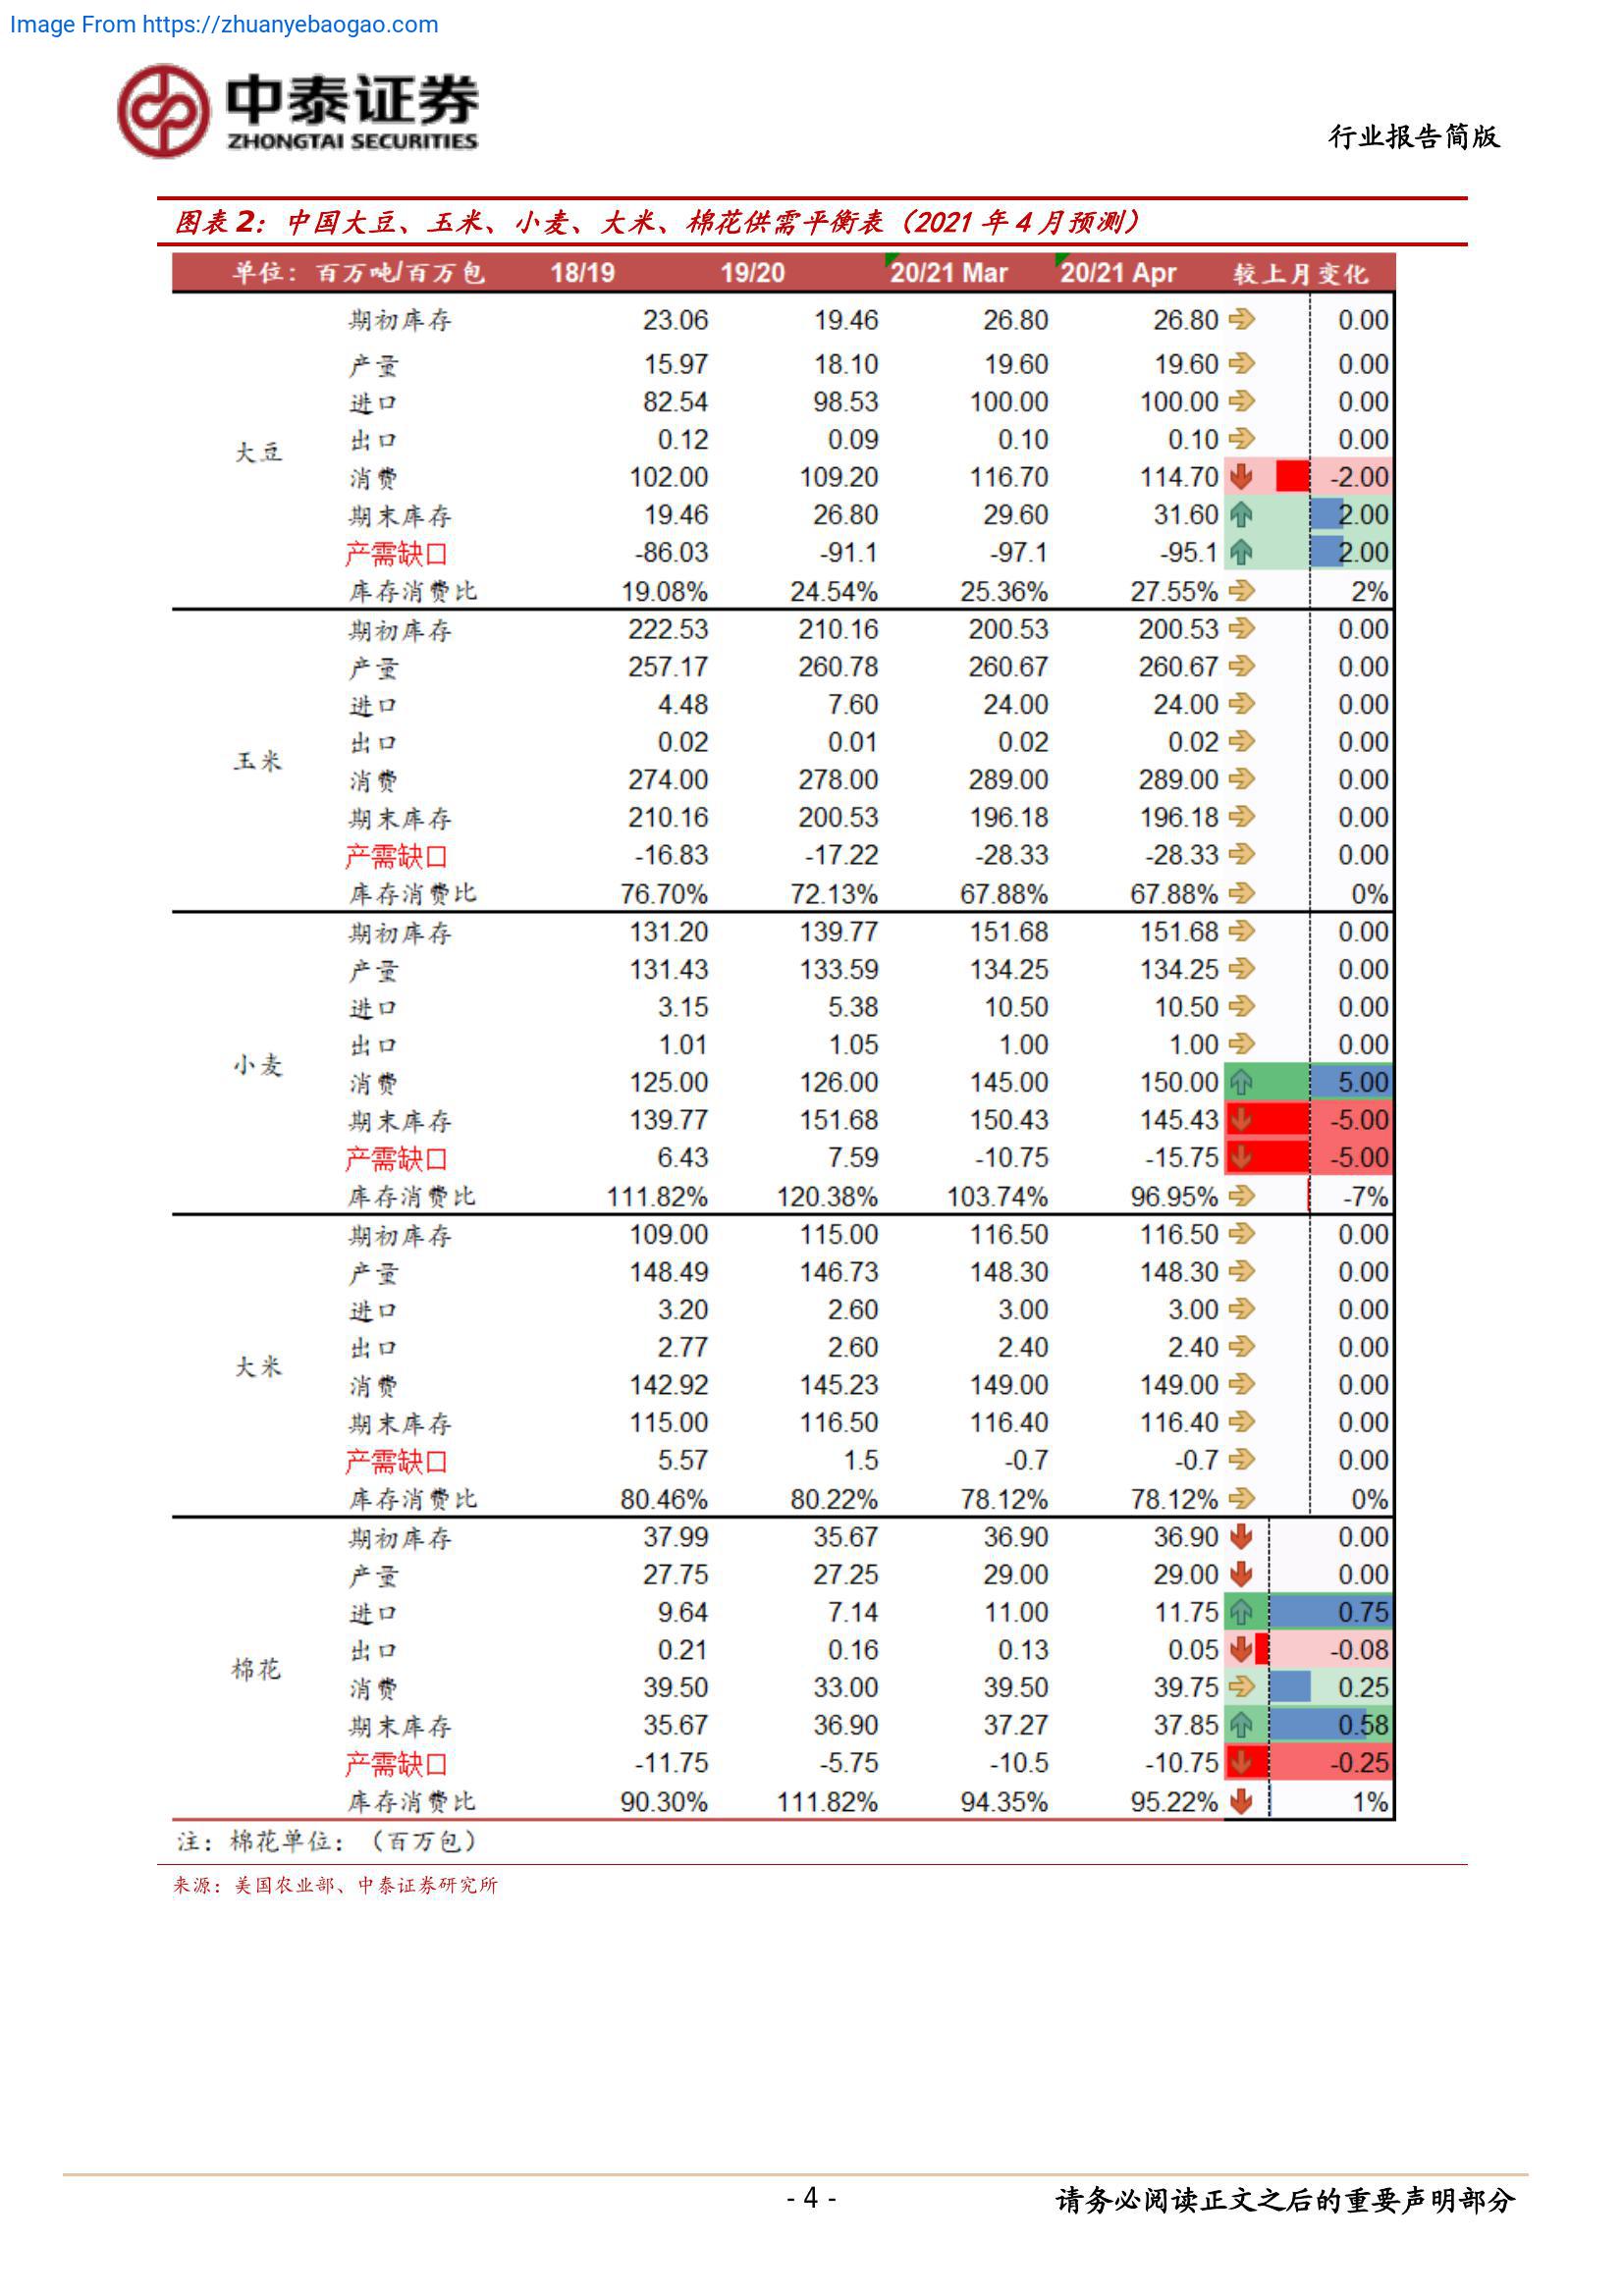 Image From https://zhuanyebaogao.com
中泰证券
ZHONGTAI SECURITIES
行业报告简版
图表 2：中国大豆、玉米、小麦、大米、棉花供需平衡表（2021 年 4 月预测）
单位：百万吨/百万包 18/19 19/20 20/21 Mar 20/21 Apr 较上月变化
期初库存 23.06 19.46 26.80 26.80 0.00
产量 15.97 18.10 19.60 19.60 0.00
进口 82.54 98.53 100.00 100.00 0.00
出口 0.12 0.09 0.10 0.10 0.00
大豆
消费 102.00 109.20 116.70 114.70 -2.00
期末库存 19.46 26.80 29.60 31.60 2.00
产需缺口 -86.03 -91.1 -97.1 -95.1 2.00
库存消费比 19.08% 24.54% 25.36% 27.55% 2%
期初库存 222.53 210.16 200.53 200.53 0.00
产量 257.17 260.78 260.67 260.67 0.00
进口 4.48 7.60 24.00 24.00 0.00
出口 0.02 0.01 0.02 0.02 0.00
玉米
消费 274.00 278.00 289.00 289.00 0.00
期末库存 210.16 200.53 196.18 196.18 0.00
产需缺口 -16.83 -17.22 -28.33 -28.33 0.00
库存消费比 76.70% 72.13% 67.88% 67.88% 0%
期初库存 131.20 139.77 151.68 151.68 0.00
产量 131.43 133.59 134.25 134.25 0.00
进口 3.15 5.38 10.50 10.50 0.00
出口 1.01 1.05 1.00 1.00 0.00
小麦
消费 125.00 126.00 145.00 150.00 5.00
期末库存 139.77 151.68 150.43 145.43 -5.00
产需缺口 6.43 7.59 -10.75 -15.75 -5.00
库存消费比 111.82% 120.38% 103.74% 96.95% -7%
期初库存 109.00 115.00 116.50 116.50 0.00
产量 148.49 146.73 148.30 148.30 0.00
进口 3.20 2.60 3.00 3.00 0.00
出口 2.77 2.60 2.40 2.40 0.00
大米
消费 142.92 145.23 149.00 149.00 0.00
期末库存 115.00 116.50 116.40 116.40 0.00
产需缺口 5.57 1.5 -0.7 -0.7 0.00
库存消费比 80.46% 80.22% 78.12% 78.12% 0%
期初库存 37.99 35.67 36.90 36.90 0.00
产量 27.75 27.25 29.00 29.00 0.00
进口 9.64 7.14 11.00 11.75 0.75
出口 0.21 0.16 0.13 0.05 -0.08
棉花
消费 39.50 33.00 39.50 39.75 0.25
期末库存 35.67 36.90 37.27 37.85 0.58
产需缺口 -11.75 -5.75 -10.5 -10.75 -0.25
库存消费比 90.30% 111.82% 94.35% 95.22% 1%
注：棉花单位：（百万包）
来源：美国农业部、中泰证券研究所
- 4 -
请务必阅读正文之后的重要声明部分